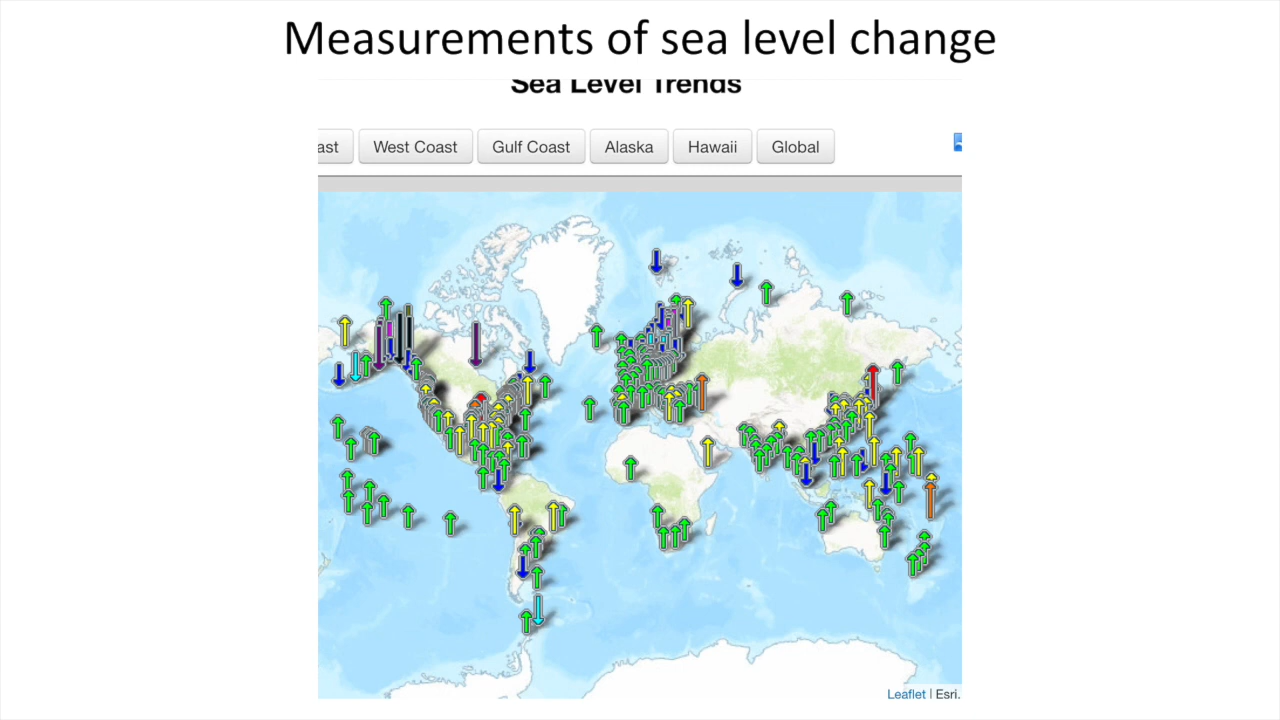 Measurements of sea level change
Sea Level Trends
ast West Coast Gulf Coast Alaska Hawaii Global
Leaflet | Esri.